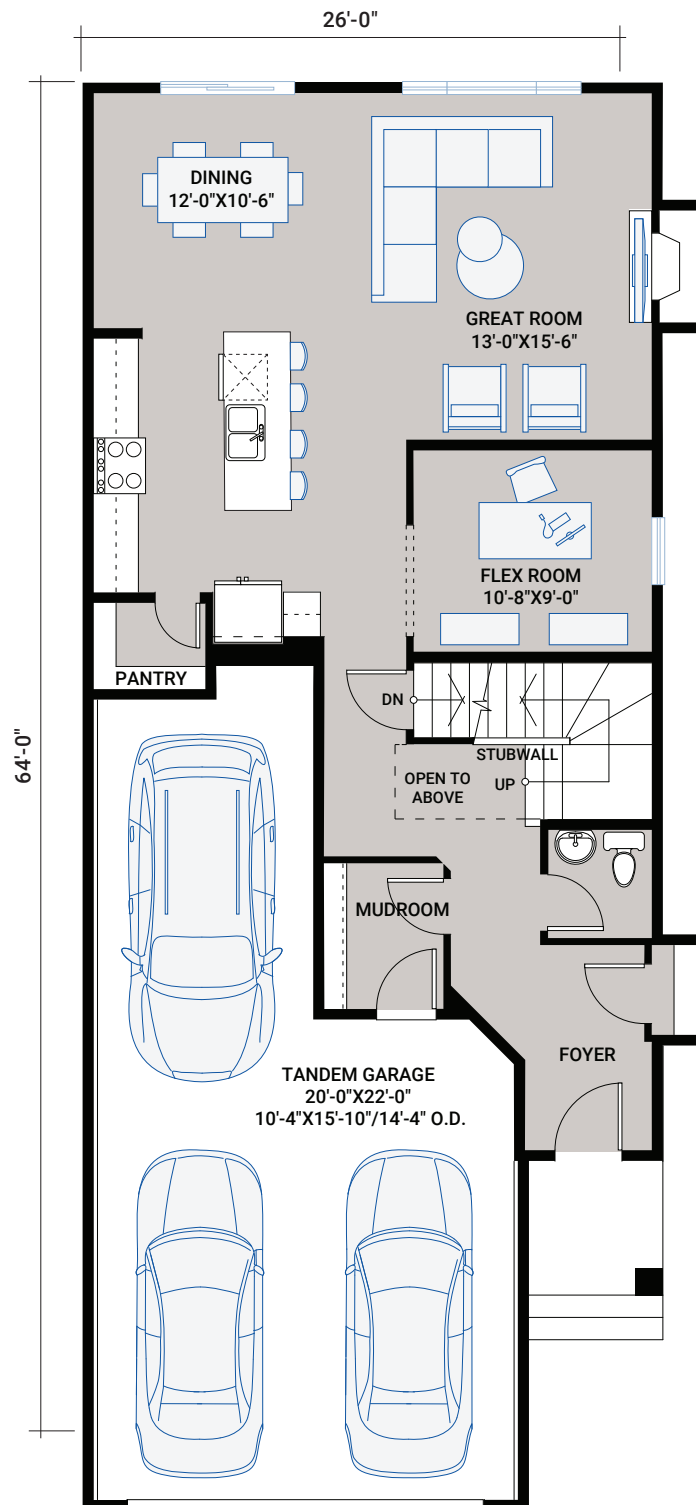 26'-0"
DINING
12'-0"X10'-6"
GREAT ROOM
13'-0"X15'-6"
FLEX ROOM
10'-8"X9'-0"
PANTRY
DN
STUBWALL
OPEN TO
ABOVE
UP
64'-0"
MUDROOM
FOYER
TANDEM GARAGE
20'-0"X22'-0"
10'-4"X15'-10"/14'-4" O.D.